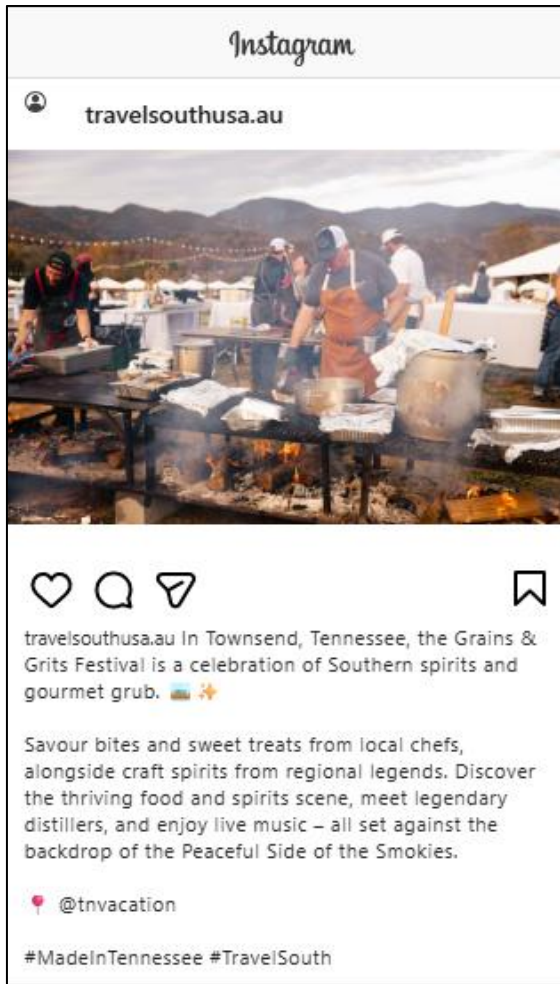 Instagram
travelsouthusa.au
travelsouthusa.au In Townsend, Tennessee, the Grains &
Grits Festival is a celebration of Southern spirits and
gourmet grub. 🏞️ ✨
Savour bites and sweet treats from local chefs,
alongside craft spirits from regional legends. Discover
the thriving food and spirits scene, meet legendary
distillers, and enjoy live music – all set against the
backdrop of the Peaceful Side of the Smokies.
📍 @tnvacation
#MadeInTennessee #TravelSouth